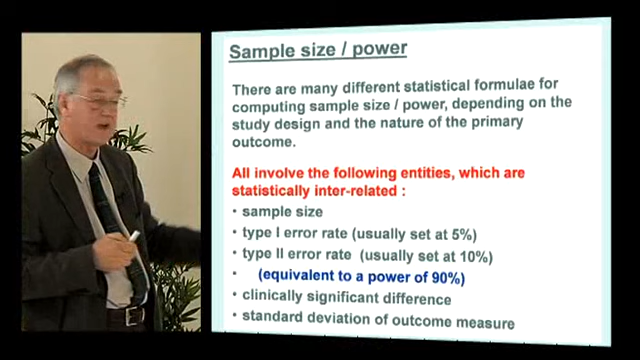 Sample size / power
There are many different statistical formulae for
computing sample size / power, depending on the
study design and the nature of the primary
outcome.
All involve the following entities, which are
statistically inter-related :
• sample size
• type I error rate (usually set at 5%)
• type II error rate (usually set at 10%)
• (equivalent to a power of 90%)
• clinically significant difference
• standard deviation of outcome measure